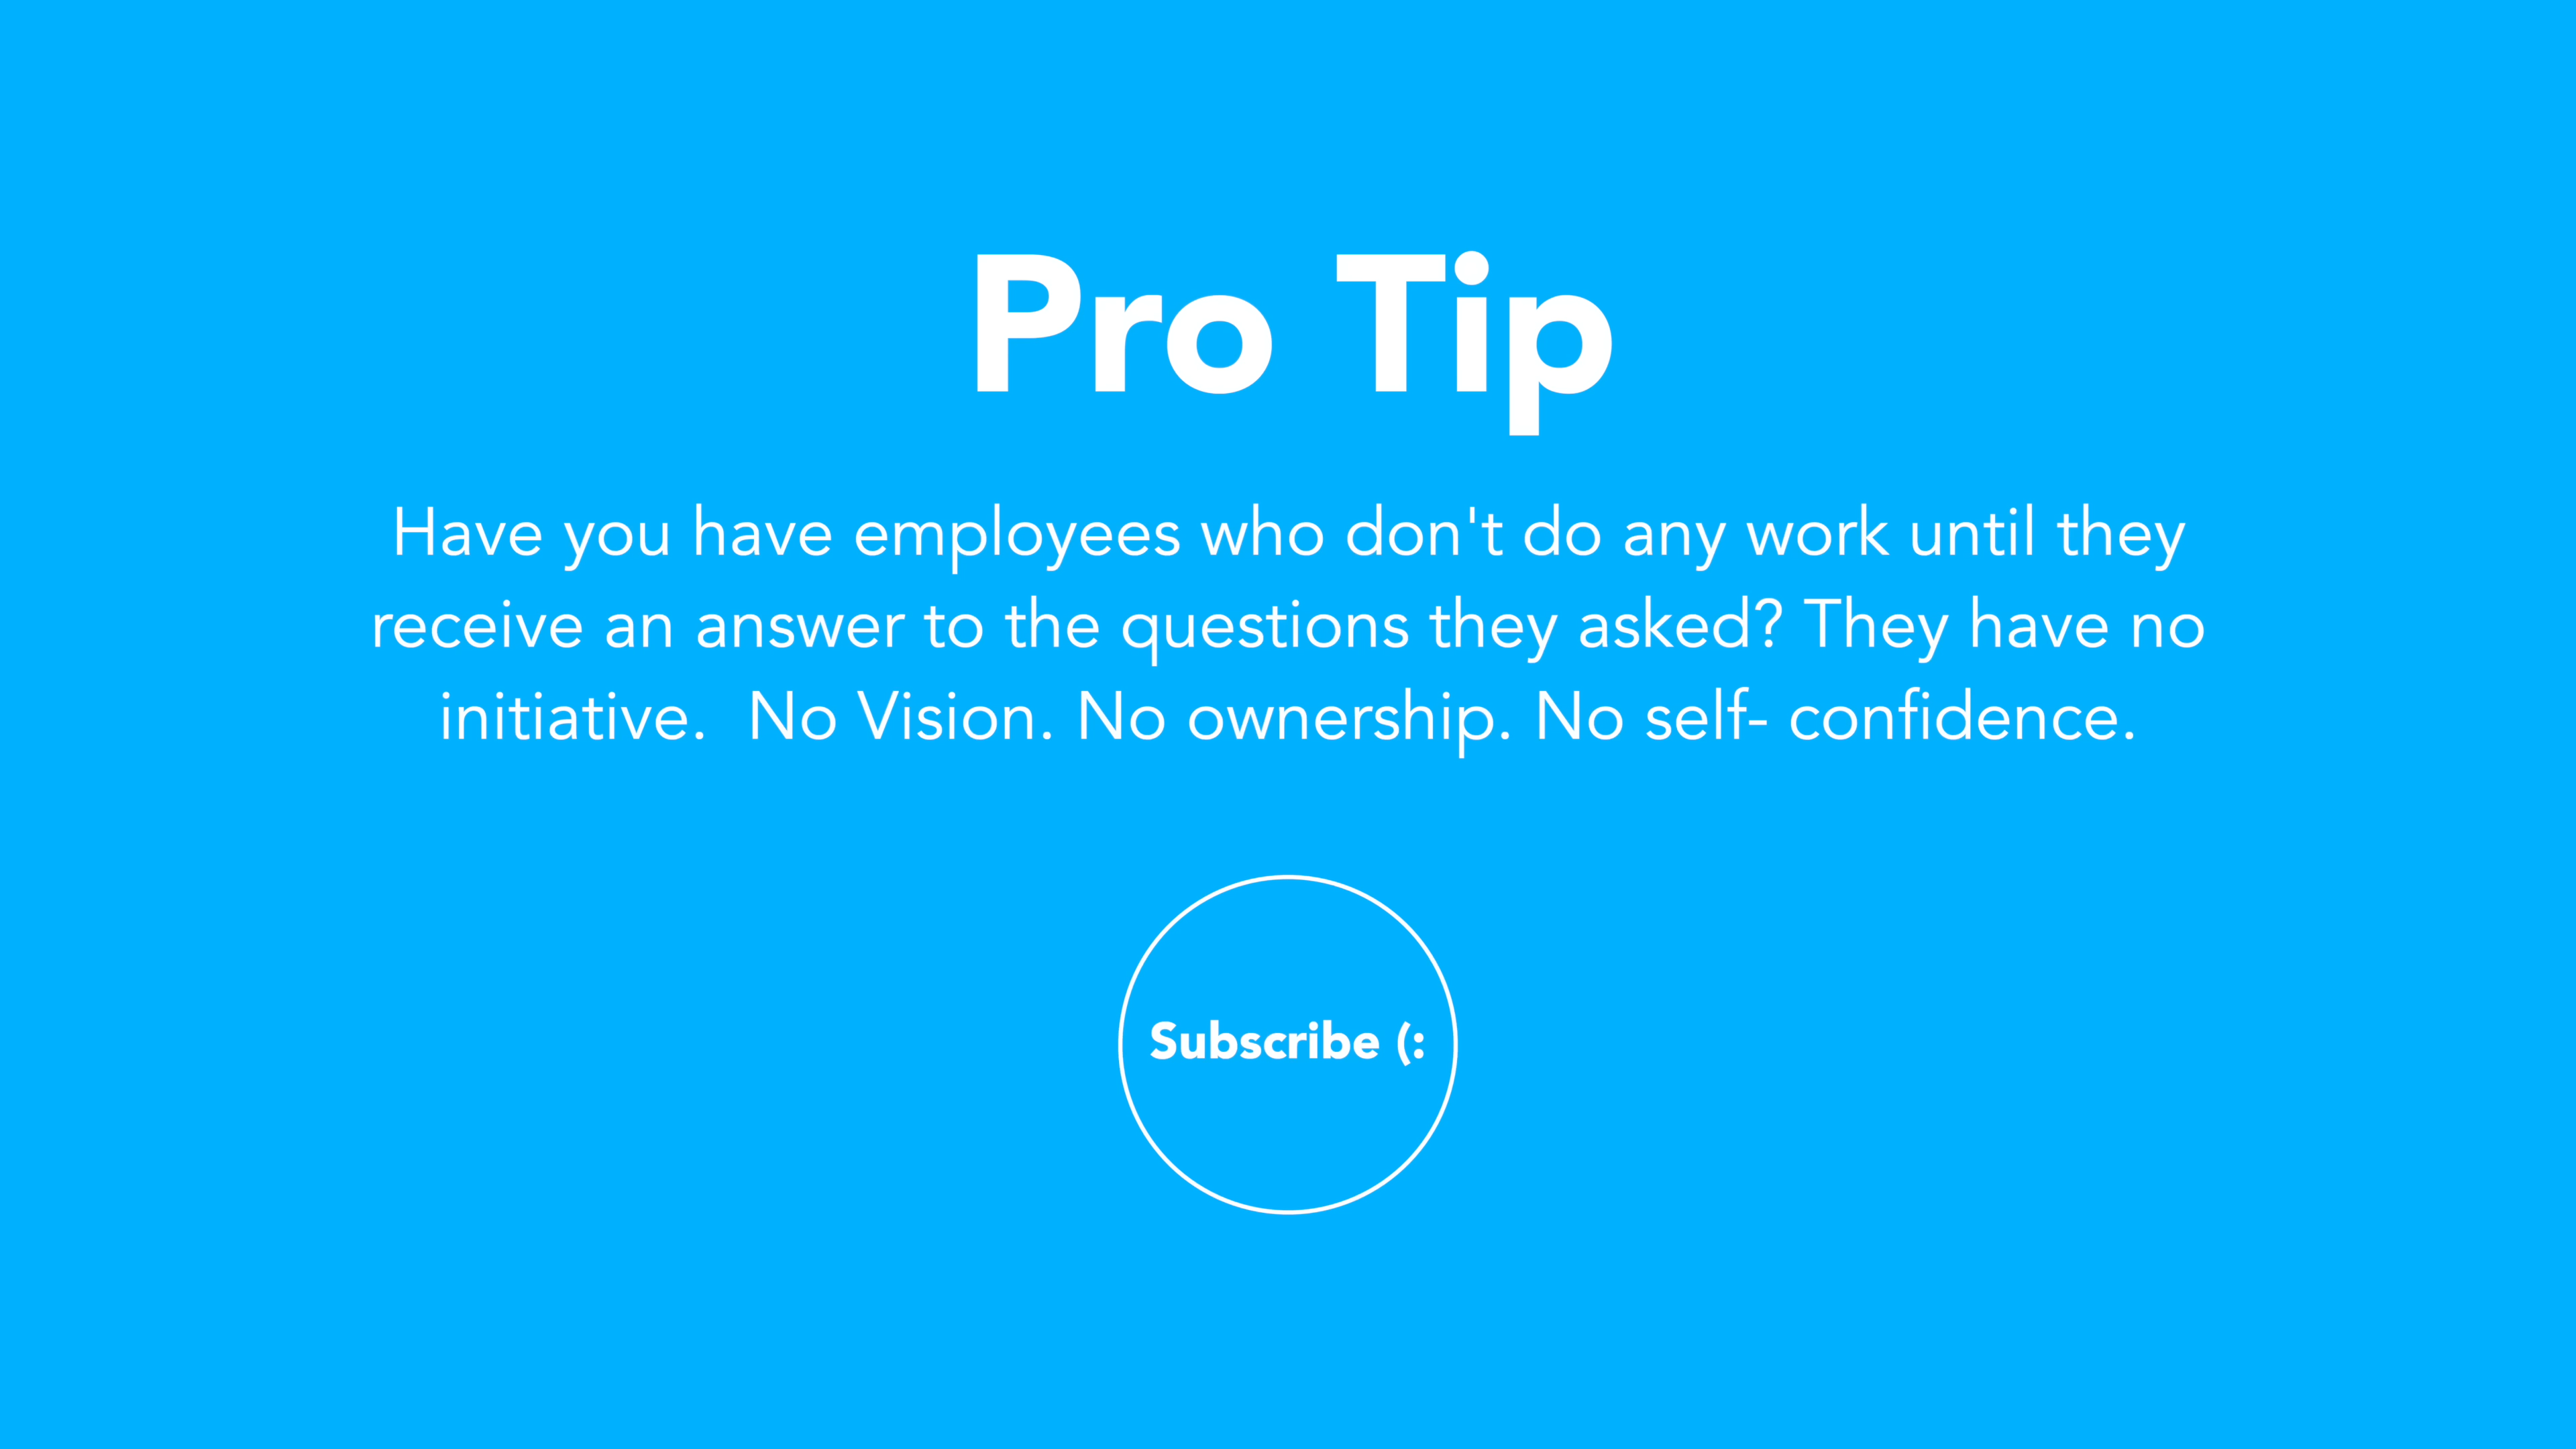 Pro Tip
Have you have employees who don't do any work until they
receive an answer to the questions they asked? They have no
initiative.  No Vision. No ownership. No self- confidence.
Subscribe (: